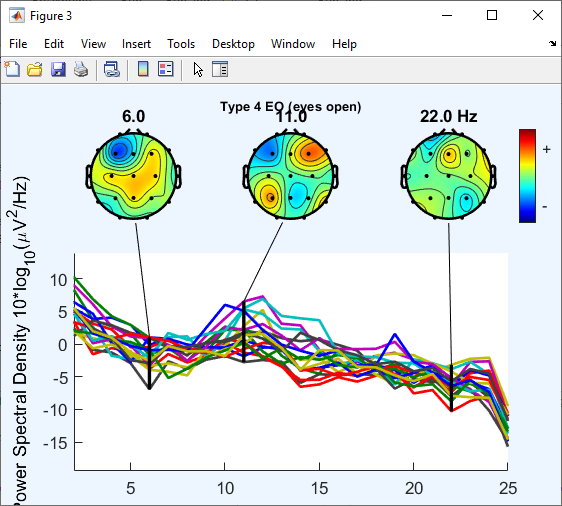 Figure 3
File Edit View Insert Tools Desktop Window Help
Type 4 EO (eyes open)
6.0 11.0 22.0 Hz
+
-
Power Spectral Density 10*log10(μV2/Hz)
10
5
0
-5
-10
-15
5 10 15 20 25